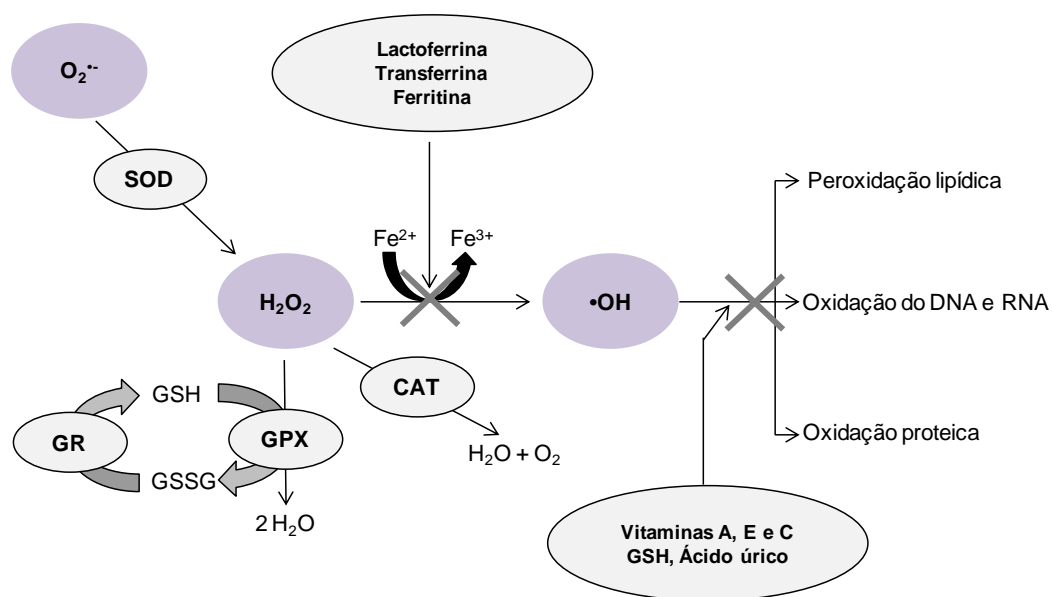 O₂•-
Lactoferrina
Transferrina
Ferritina
SOD
Peroxidação lipídica
Fe²⁺
Fe³⁺
H₂O₂
•OH
Oxidação do DNA e RNA
GSH
CAT
GR
GPX
H₂O + O₂
Oxidação proteica
GSSG
2 H₂O
Vitaminas A, E e C
GSH, Ácido úrico